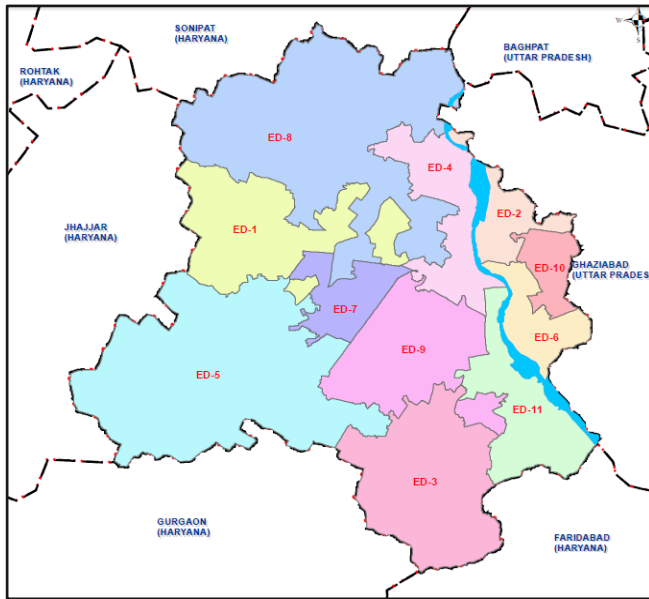 SONIPAT
(HARYANA)
BAGHPAT
(UTTAR PRADESH)
ROHTAK
(HARYANA)
ED-8
ED-4
ED-2
JHAJJAR
(HARYANA)
ED-1
ED-10
GHAZIABAD
(UTTAR PRADES
ED-7
ED-6
ED-9
ED-5
ED-11
ED-3
GURGAON
(HARYANA)
FARIDABAD
(HARYANA)